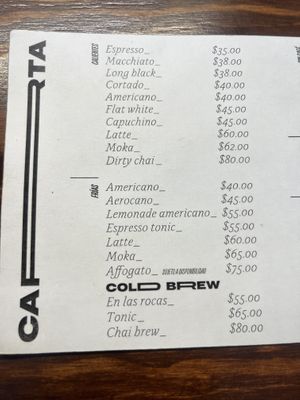 CARTA
CALIENTES
Espresso_ $35.00
Macchiato_ $38.00
Long black_ $38.00
Cortado_ $40.00
Americano_ $40.00
Flat white_ $45.00
Capuchino_ $45.00
Latte_ $60.00
Moka_ $62.00
Dirty chai_ $80.00
FRÍAS
Americano_ $40.00
Aerocano_ $45.00
Lemonade americano_ $55.00
Espresso tonic_ $55.00
Latte_ $60.00
Moka_ $65.00
Affogato_ SUJETO A DISPONIBILIDAD $75.00
COLD BREW
En las rocas_ $55.00
Tonic_ $65.00
Chai brew_ $80.00